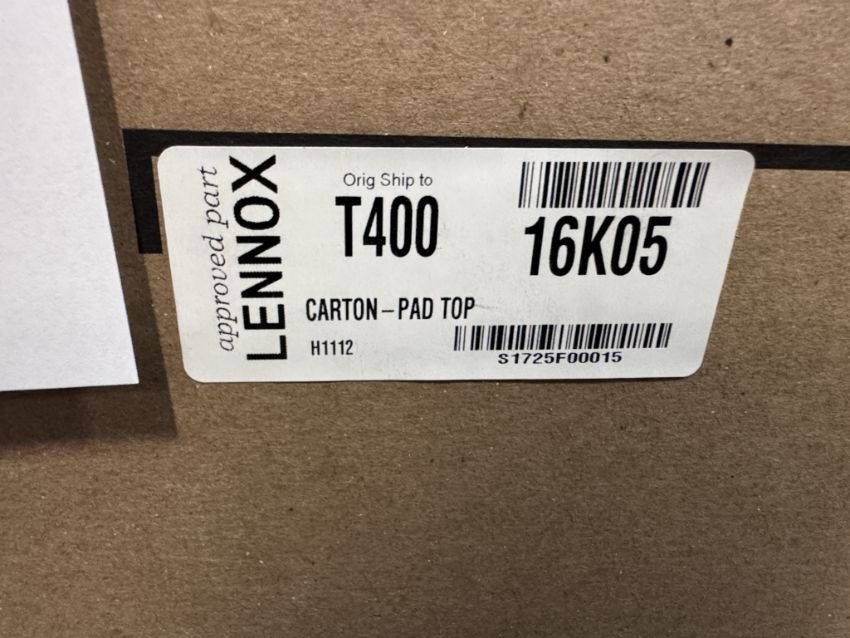 approved part
LENNOX
Orig Ship to
T400
16K05
CARTON – PAD TOP
H1112
S1725F00015